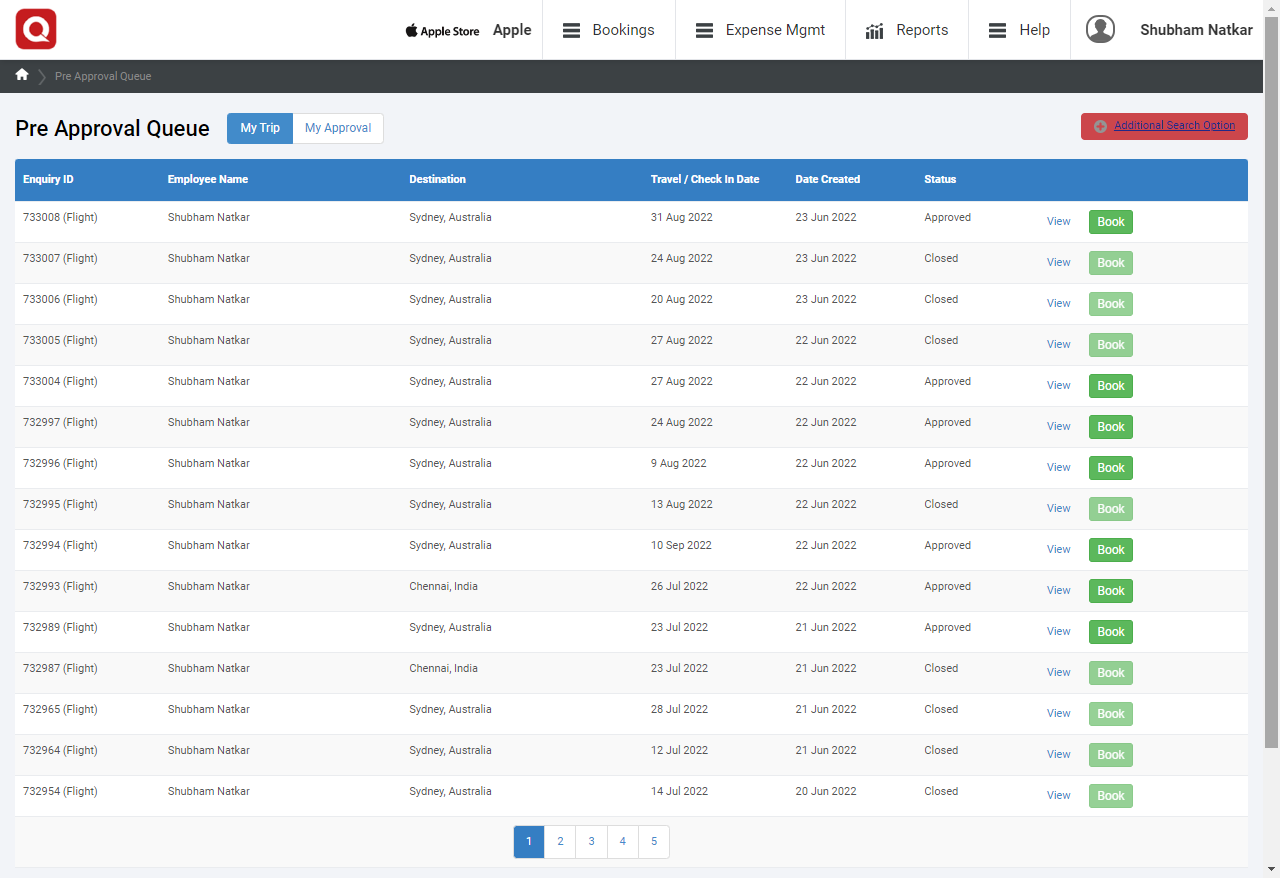 Apple Store Apple Bookings Expense Mgmt Reports Help Shubham Natkar
Pre Approval Queue
Pre Approval Queue My Trip My Approval Additional Search Option
Enquiry ID Employee Name Destination Travel / Check In Date Date Created Status
733008 (Flight) Shubham Natkar Sydney, Australia 31 Aug 2022 23 Jun 2022 Approved View Book
733007 (Flight) Shubham Natkar Sydney, Australia 24 Aug 2022 23 Jun 2022 Closed View Book
733006 (Flight) Shubham Natkar Sydney, Australia 20 Aug 2022 23 Jun 2022 Closed View Book
733005 (Flight) Shubham Natkar Sydney, Australia 27 Aug 2022 22 Jun 2022 Closed View Book
733004 (Flight) Shubham Natkar Sydney, Australia 27 Aug 2022 22 Jun 2022 Approved View Book
732997 (Flight) Shubham Natkar Sydney, Australia 24 Aug 2022 22 Jun 2022 Approved View Book
732996 (Flight) Shubham Natkar Sydney, Australia 9 Aug 2022 22 Jun 2022 Approved View Book
732995 (Flight) Shubham Natkar Sydney, Australia 13 Aug 2022 22 Jun 2022 Closed View Book
732994 (Flight) Shubham Natkar Sydney, Australia 10 Sep 2022 22 Jun 2022 Approved View Book
732993 (Flight) Shubham Natkar Chennai, India 26 Jul 2022 22 Jun 2022 Approved View Book
732989 (Flight) Shubham Natkar Sydney, Australia 23 Jul 2022 21 Jun 2022 Approved View Book
732987 (Flight) Shubham Natkar Chennai, India 23 Jul 2022 21 Jun 2022 Closed View Book
732965 (Flight) Shubham Natkar Sydney, Australia 28 Jul 2022 21 Jun 2022 Closed View Book
732964 (Flight) Shubham Natkar Sydney, Australia 12 Jul 2022 21 Jun 2022 Closed View Book
732954 (Flight) Shubham Natkar Sydney, Australia 14 Jul 2022 20 Jun 2022 Closed View Book
1 2 3 4 5